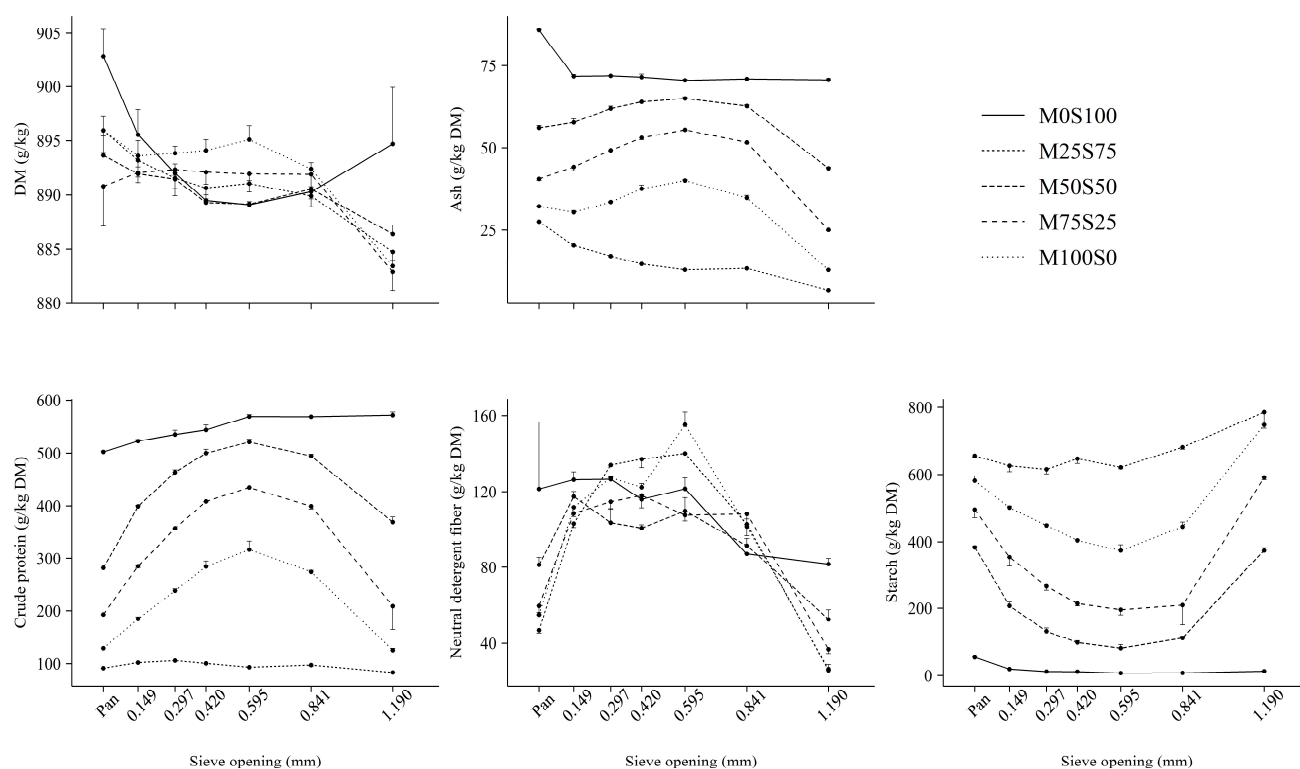 DM (g/kg)
905
900
895
890
885
880
Ash (g/kg DM)
75
50
25
M0S100
M25S75
M50S50
M75S25
M100S0
Crude protein (g/kg DM)
600
500
400
300
200
100
Pan 0.149 0.297 0.420 0.595 0.841 1.190
Sieve opening (mm)
Neutral detergent fiber (g/kg DM)
160
120
80
40
Pan 0.149 0.297 0.420 0.595 0.841 1.190
Sieve opening (mm)
Starch (g/kg DM)
800
600
400
200
0
Pan 0.149 0.297 0.420 0.595 0.841 1.190
Sieve opening (mm)